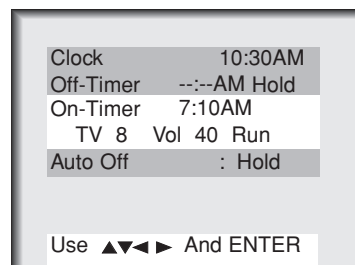 Clock 10:30AM
Off-Timer --:--AM Hold
On-Timer 7:10AM
TV 8 Vol 40 Run
Auto Off : Hold
Use ▲▼◄ ► And ENTER